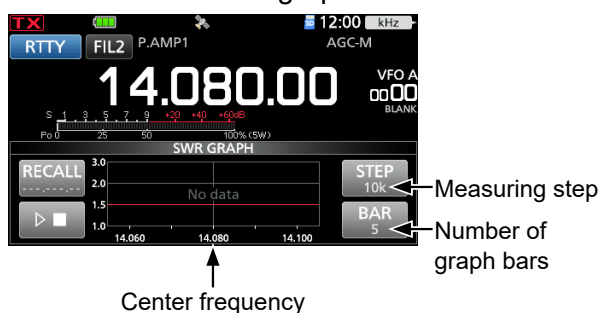 TX 12:00 kHz
RTTY FIL2 P.AMP1 AGC-M
14.080.00 VFO A
0000
BLANK
S 1 3 5 7 9 +20 +40 +60dB
Po 0 25 50 100% (5W)
SWR GRAPH
RECALL 3.0 STEP
---.---.-- 2.0 No data 10k Measuring step
1.5 BAR
1.0 5 Number of
14.060 14.080 14.100 graph bars
Center frequency